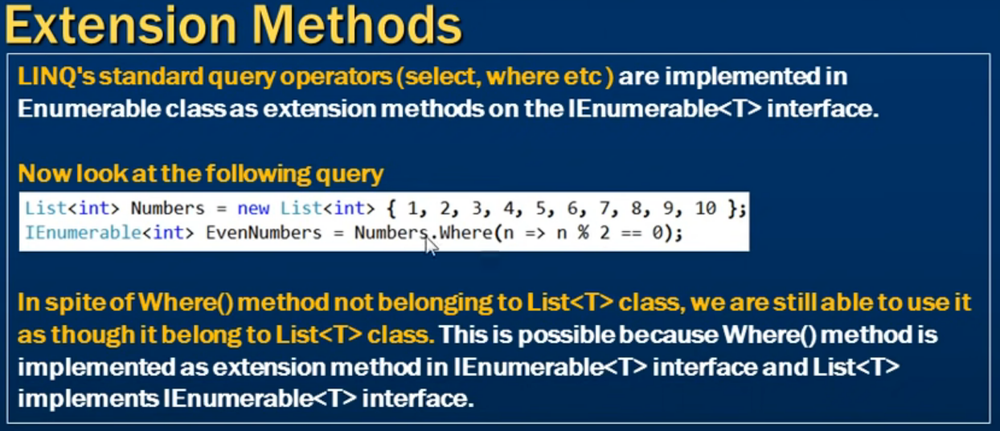 Extension Methods
LINQ's standard query operators (select, where etc ) are implemented in
Enumerable class as extension methods on the IEnumerable<T> interface.
Now look at the following query
List<int> Numbers = new List<int> { 1, 2, 3, 4, 5, 6, 7, 8, 9, 10 };
IEnumerable<int> EvenNumbers = Numbers.Where(n => n % 2 == 0);
In spite of Where() method not belonging to List<T> class, we are still able to use it
as though it belong to List<T> class. This is possible because Where() method is
implemented as extension method in IEnumerable<T> interface and List<T>
implements IEnumerable<T> interface.